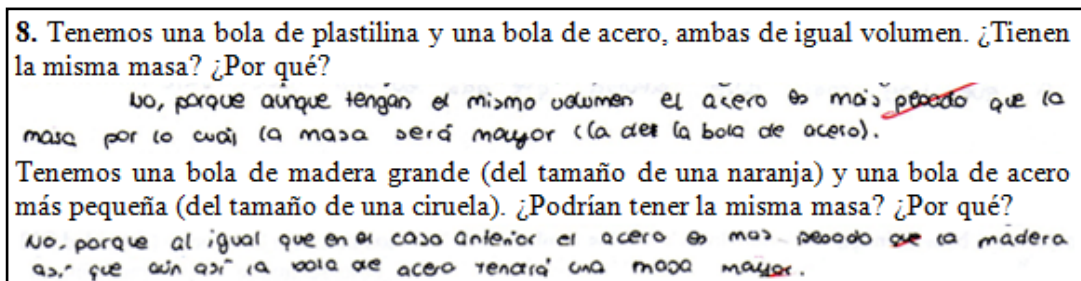 8. Tenemos una bola de plastilina y una bola de acero, ambas de igual volumen. ¿Tienen
la misma masa? ¿Por qué?
No, porque aunque tengan el mismo volumen el acero es más pesado que la
masa por lo cuál la masa será mayor (la del la bola de acero).
Tenemos una bola de madera grande (del tamaño de una naranja) y una bola de acero
más pequeña (del tamaño de una ciruela). ¿Podrían tener la misma masa? ¿Por qué?
No, porque al igual que en el caso anterior el acero es mas pesado que la madera
así que aún así la bola de acero tendrá una masa mayor.